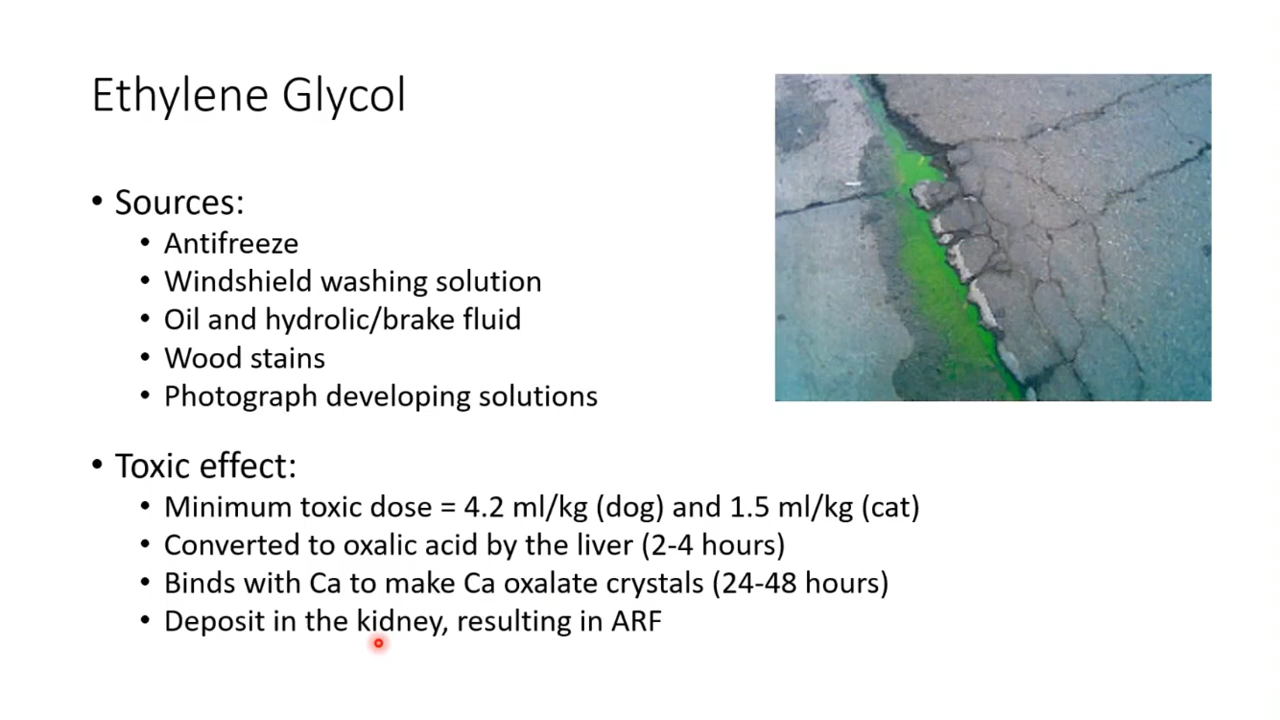 Ethylene Glycol
• Sources:
• Antifreeze
• Windshield washing solution
• Oil and hydrolic/brake fluid
• Wood stains
• Photograph developing solutions
• Toxic effect:
• Minimum toxic dose = 4.2 ml/kg (dog) and 1.5 ml/kg (cat)
• Converted to oxalic acid by the liver (2-4 hours)
• Binds with Ca to make Ca oxalate crystals (24-48 hours)
• Deposit in the kidney, resulting in ARF